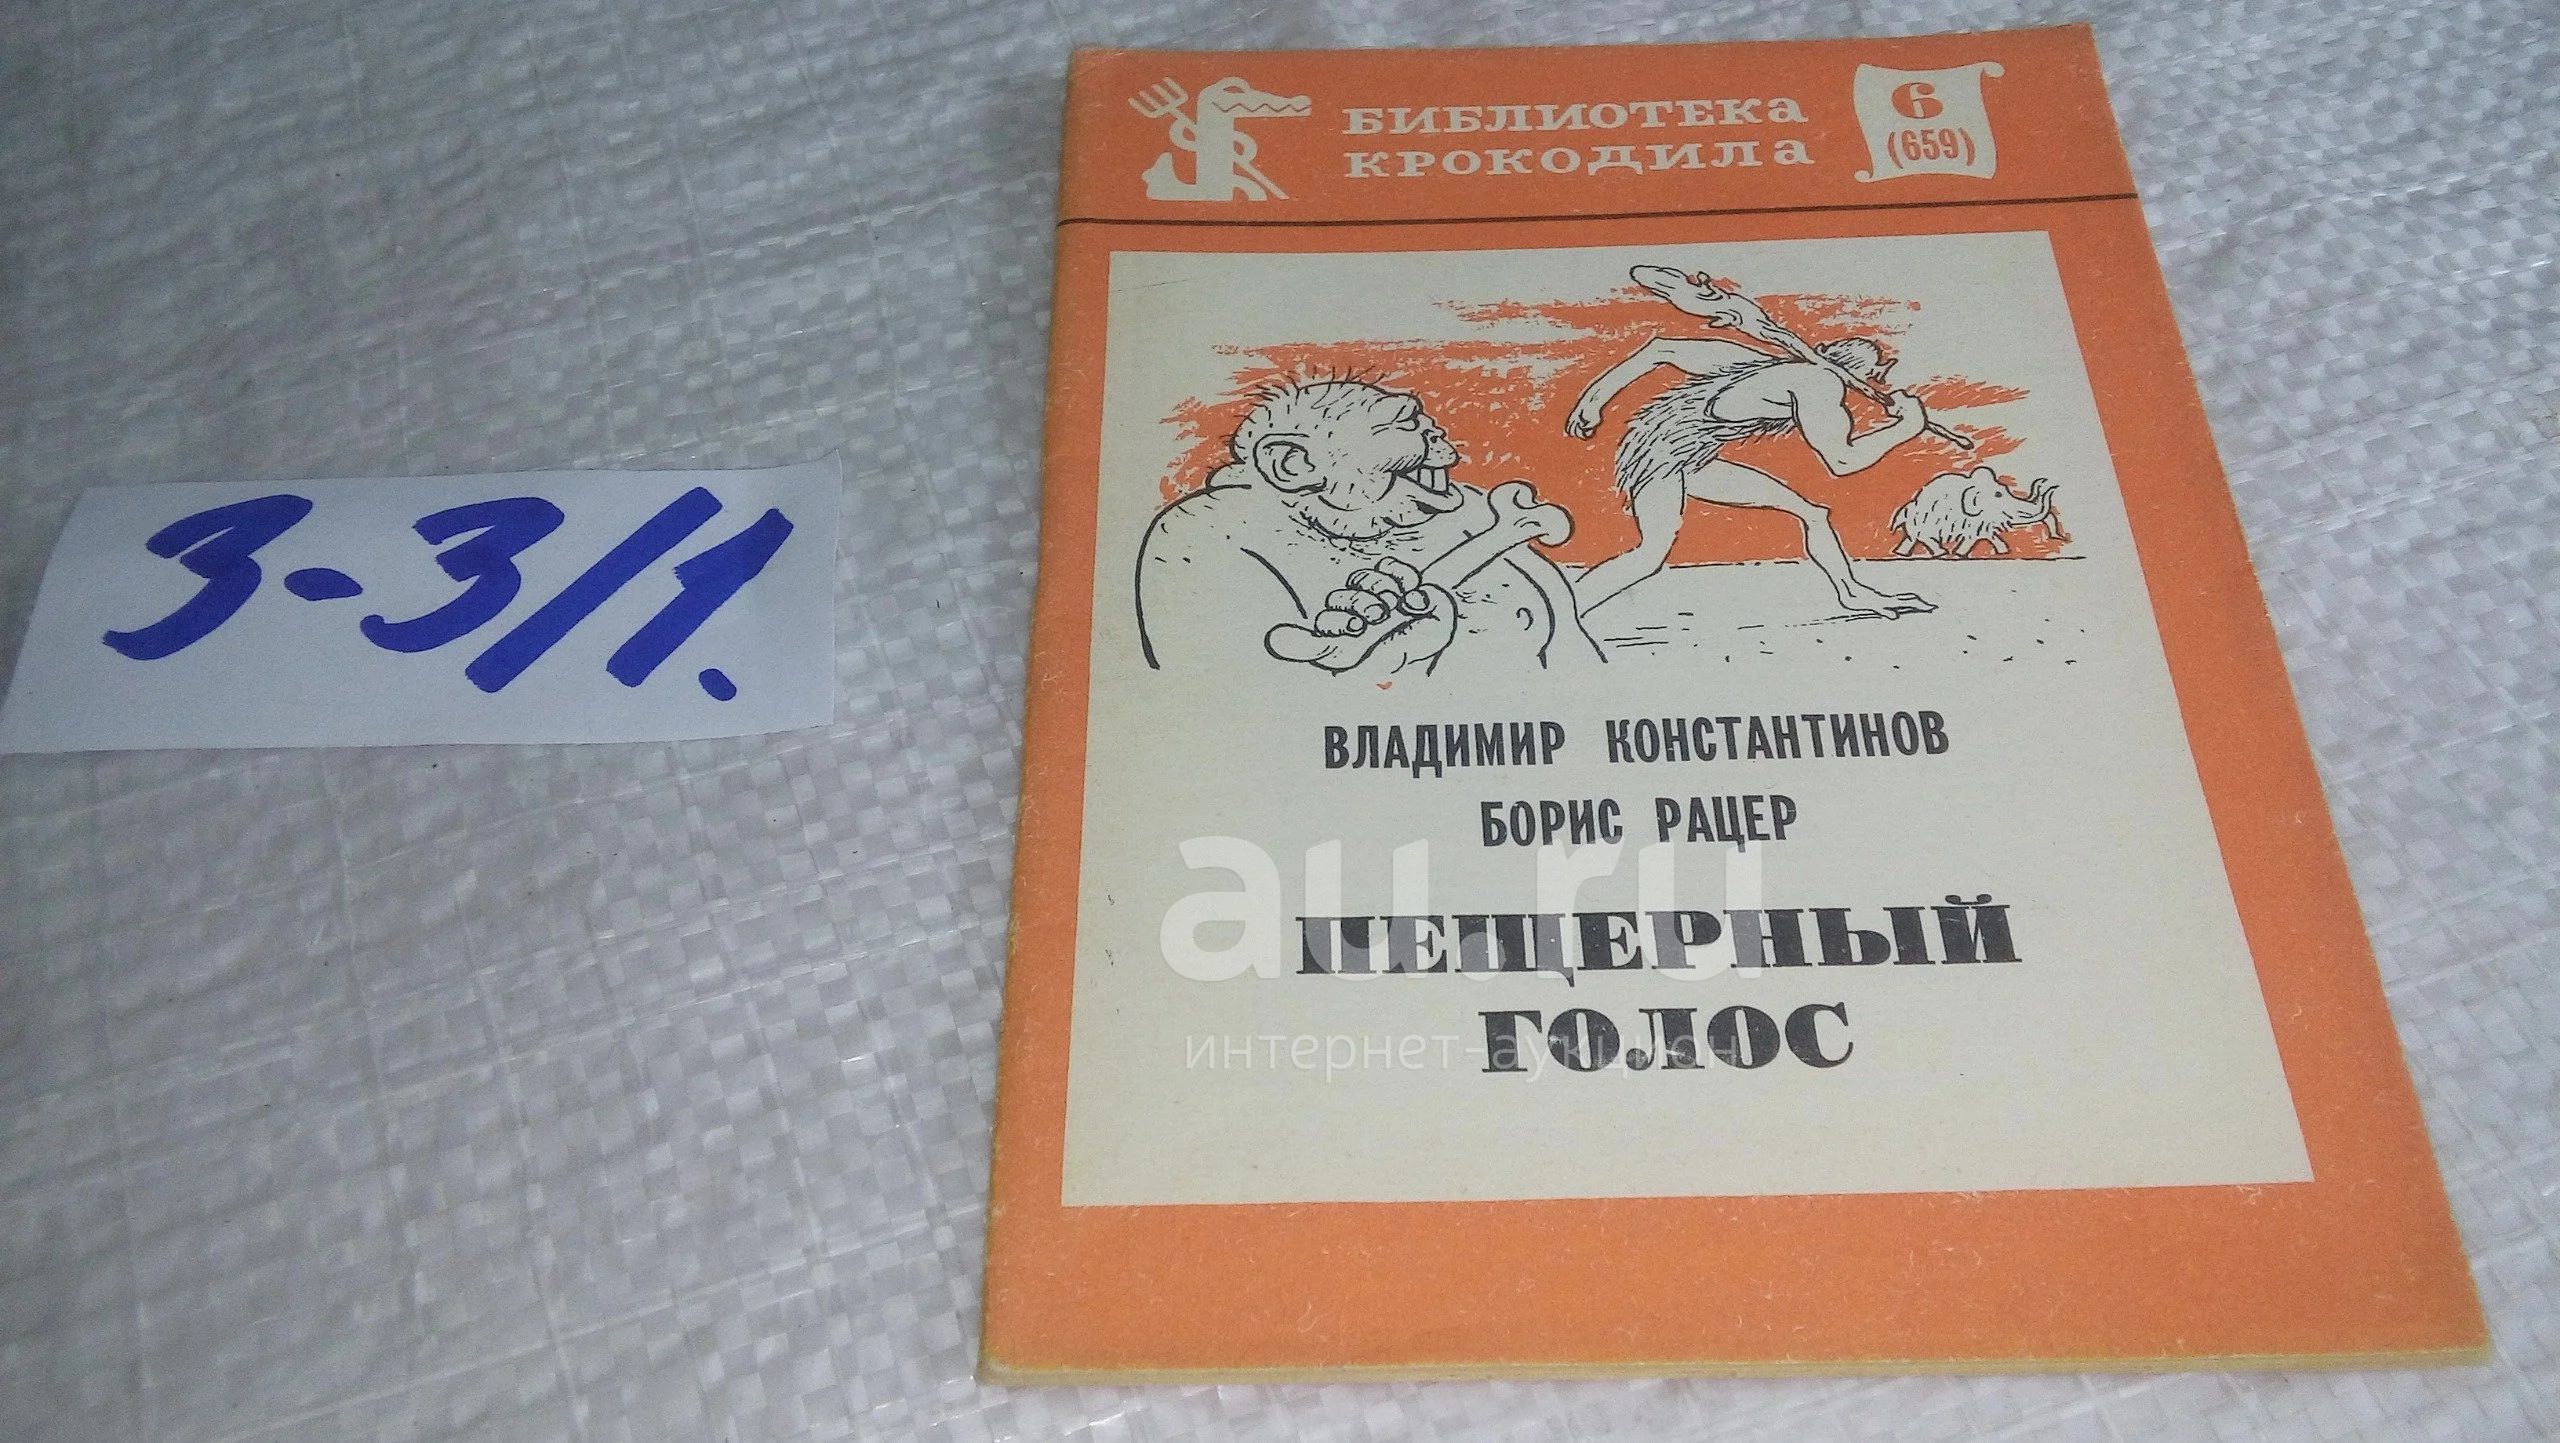 БИБЛИОТЕКА
КРОКОДИЛА
6
(659)
3-3/1.
ВЛАДИМИР КОНСТАНТИНОВ
БОРИС РАЦЕР
au.ru
ПЕЩЕРНЫЙ
ГОЛОС
интернет-аукцион